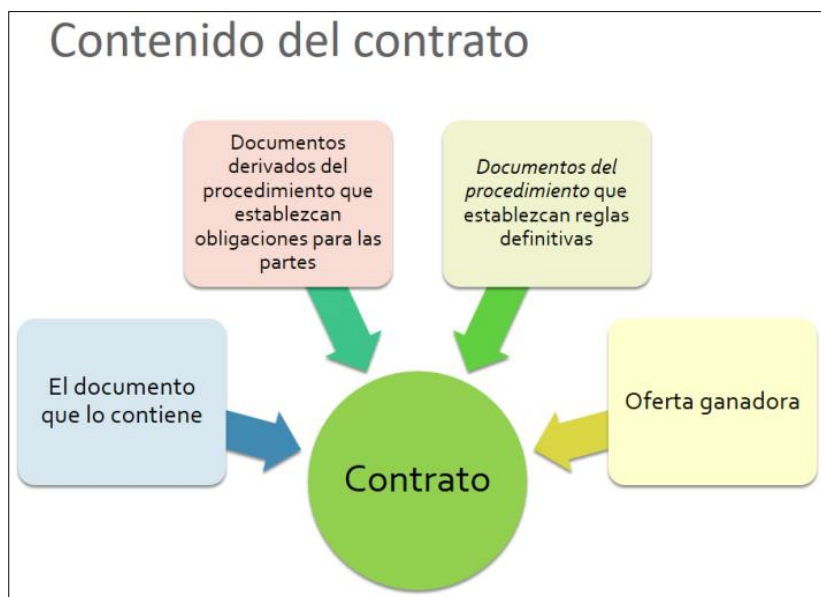 Contenido del contrato
Documentos
derivados del
procedimiento que
establezcan
obligaciones para las
partes
Documentos del
procedimiento que
establezcan reglas
definitivas
El documento
que lo contiene
Oferta ganadora
Contrato